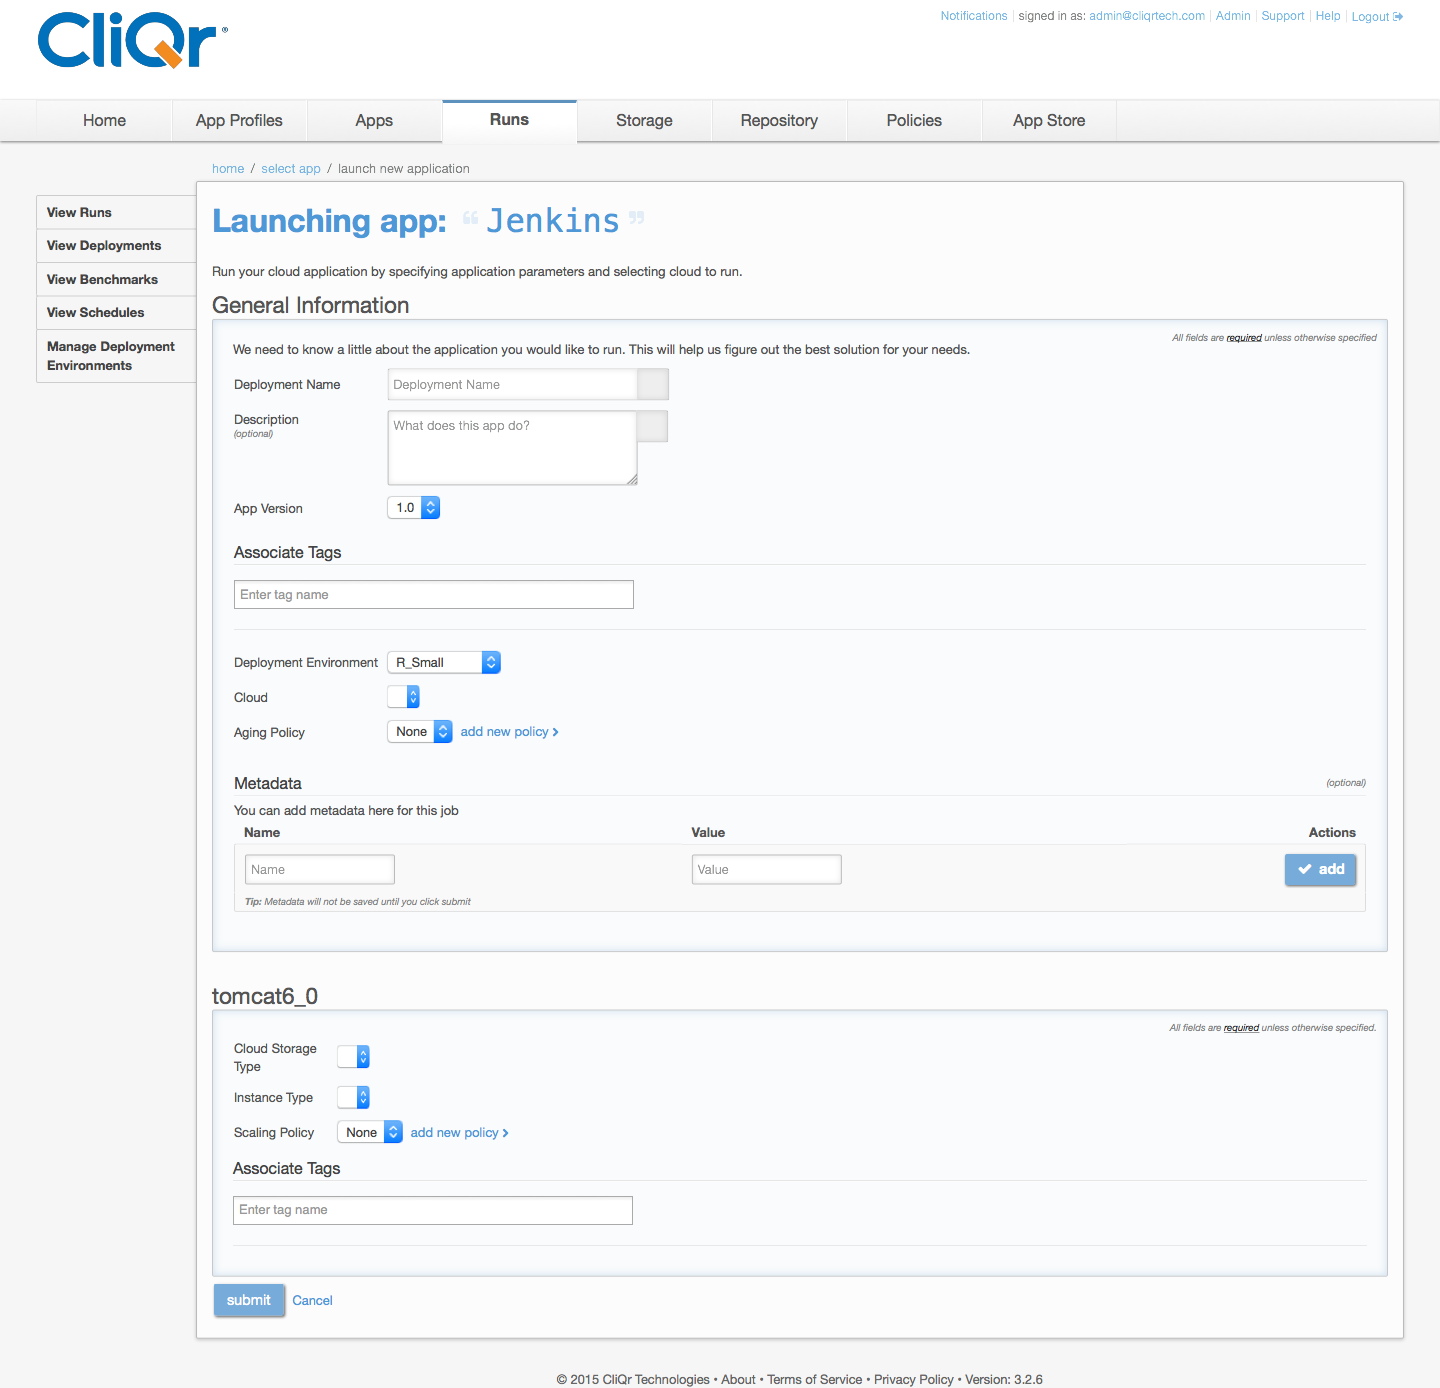 CliQr®
Notifications signed in as: admin@cliqrtech.com Admin Support Help Logout
Home App Profiles Apps Runs Storage Repository Policies App Store
home / select app / launch new application
View Runs
View Deployments
View Benchmarks
View Schedules
Manage Deployment
Environments
Launching app: “ Jenkins ”
Run your cloud application by specifying application parameters and selecting cloud to run.
General Information
All fields are required unless otherwise specified
We need to know a little about the application you would like to run. This will help us figure out the best solution for your needs.
Deployment Name Deployment Name
Description What does this app do?
(optional)
App Version 1.0
Associate Tags
Enter tag name
Deployment Environment R_Small
Cloud
Aging Policy None add new policy
Metadata (optional)
You can add metadata here for this job
Name Value Actions
Name Value add
Tip: Metadata will not be saved until you click submit
tomcat6_0
All fields are required unless otherwise specified.
Cloud Storage
Type
Instance Type
Scaling Policy None add new policy
Associate Tags
Enter tag name
submit Cancel
© 2015 CliQr Technologies • About • Terms of Service • Privacy Policy • Version: 3.2.6